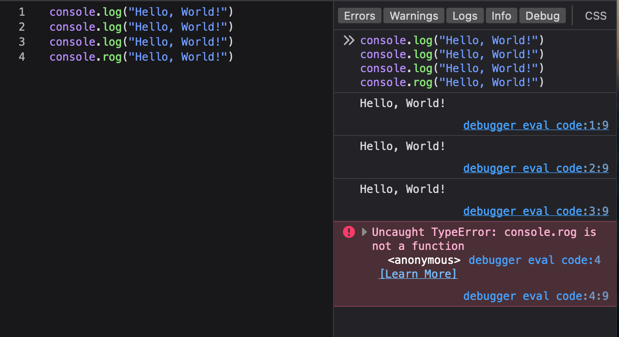 1 console.log("Hello, World!")
2 console.log("Hello, World!")
3 console.log("Hello, World!")
4 console.rog("Hello, World!")
Errors Warnings Logs Info Debug CSS
console.log("Hello, World!")
console.log("Hello, World!")
console.log("Hello, World!")
console.rog("Hello, World!")
Hello, World!
debugger eval code:1:9
Hello, World!
debugger eval code:2:9
Hello, World!
debugger eval code:3:9
Uncaught TypeError: console.rog is
not a function
<anonymous> debugger eval code:4
[Learn More]
debugger eval code:4:9